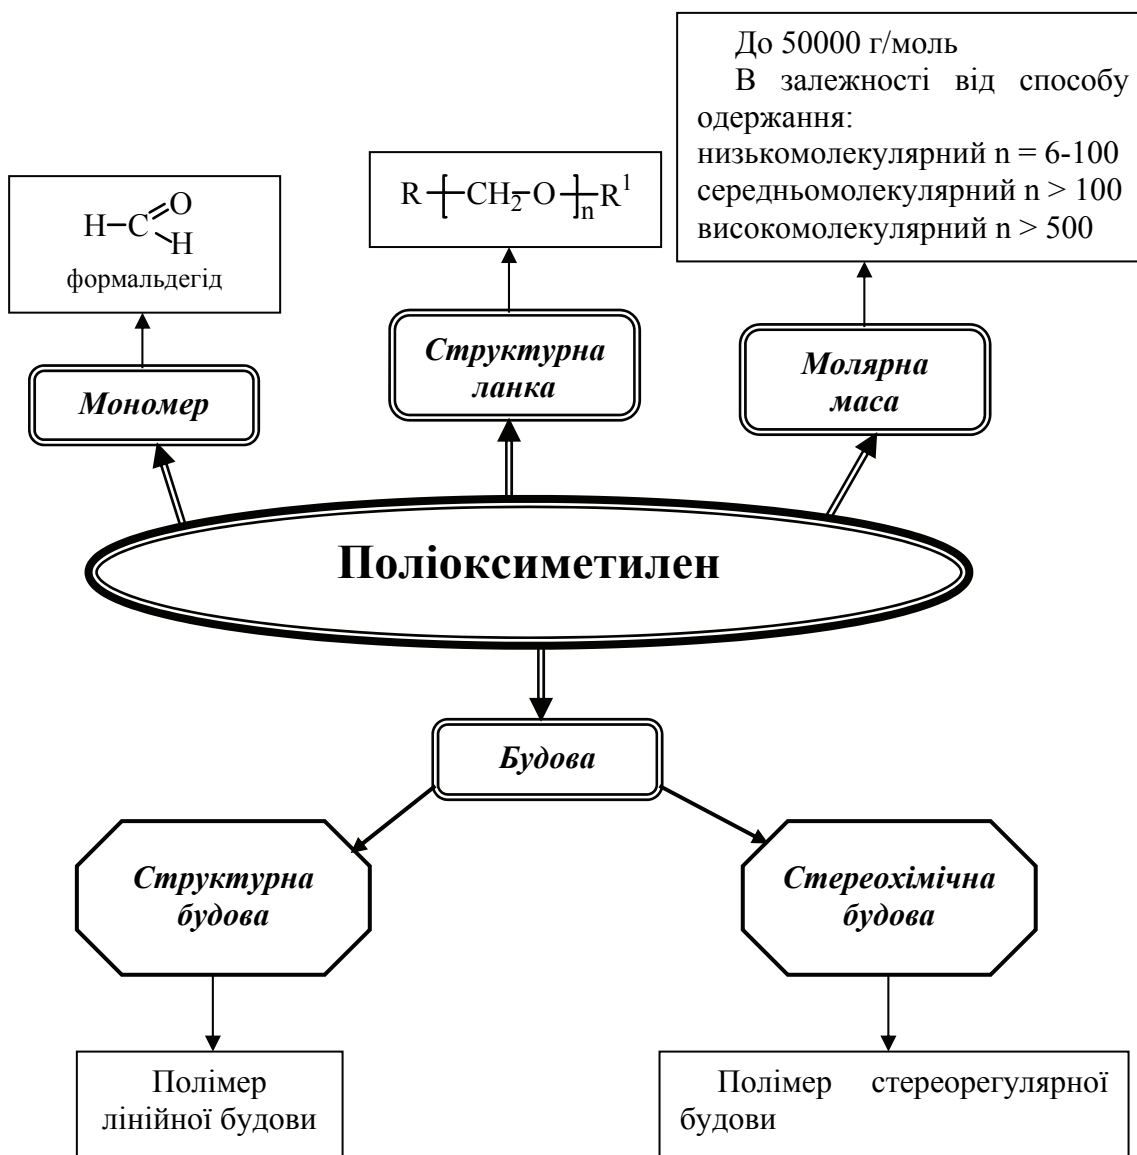 До 50000 г/моль
В залежності від способу
одержання:
низькомолекулярний n = 6-100
середньомолекулярний n > 100
високомолекулярний n > 500
R–[–CH₂–O–]ₙ–R¹
H–C=O
H
формальдегід
Структурна
ланка
Молярна
маса
Мономер
Поліоксиметилен
Будова
Структурна
будова
Стереохімічна
будова
Полімер
лінійної будови
Полімер стереорегулярної
будови